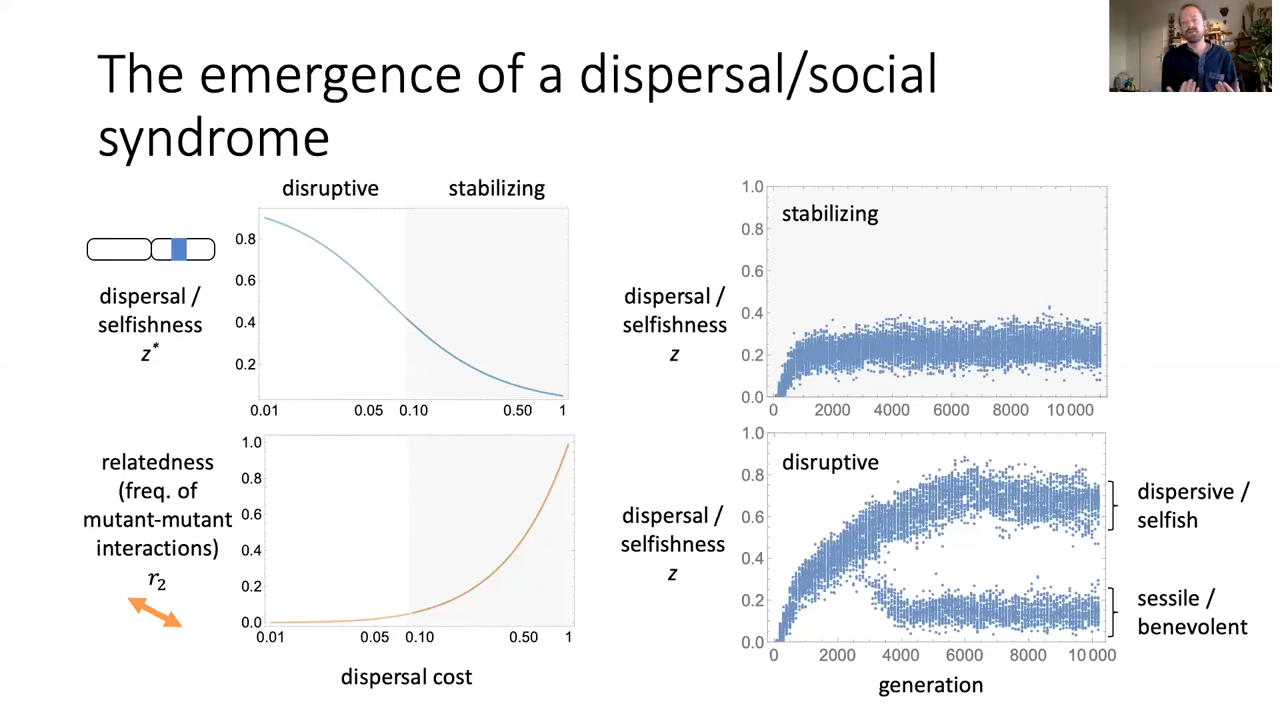 The emergence of a dispersal/social
syndrome
disruptive
stabilizing
0.8
0.6
0.4
0.2
0.01
0.05
0.10
0.50
1
dispersal /
selfishness
z*
relatedness
(freq. of
mutant-mutant
interactions)
r₂
1.0
0.8
0.6
0.4
0.2
0.0
0.01
0.05
0.10
0.50
1
dispersal cost
stabilizing
dispersal /
selfishness
z
1.0
0.8
0.6
0.4
0.2
0.0
0
2000
4000
6000
8000
10000
disruptive
dispersal /
selfishness
z
1.0
0.8
0.6
0.4
0.2
0.0
0
2000
4000
6000
8000
10000
generation
dispersive /
selfish
sessile /
benevolent